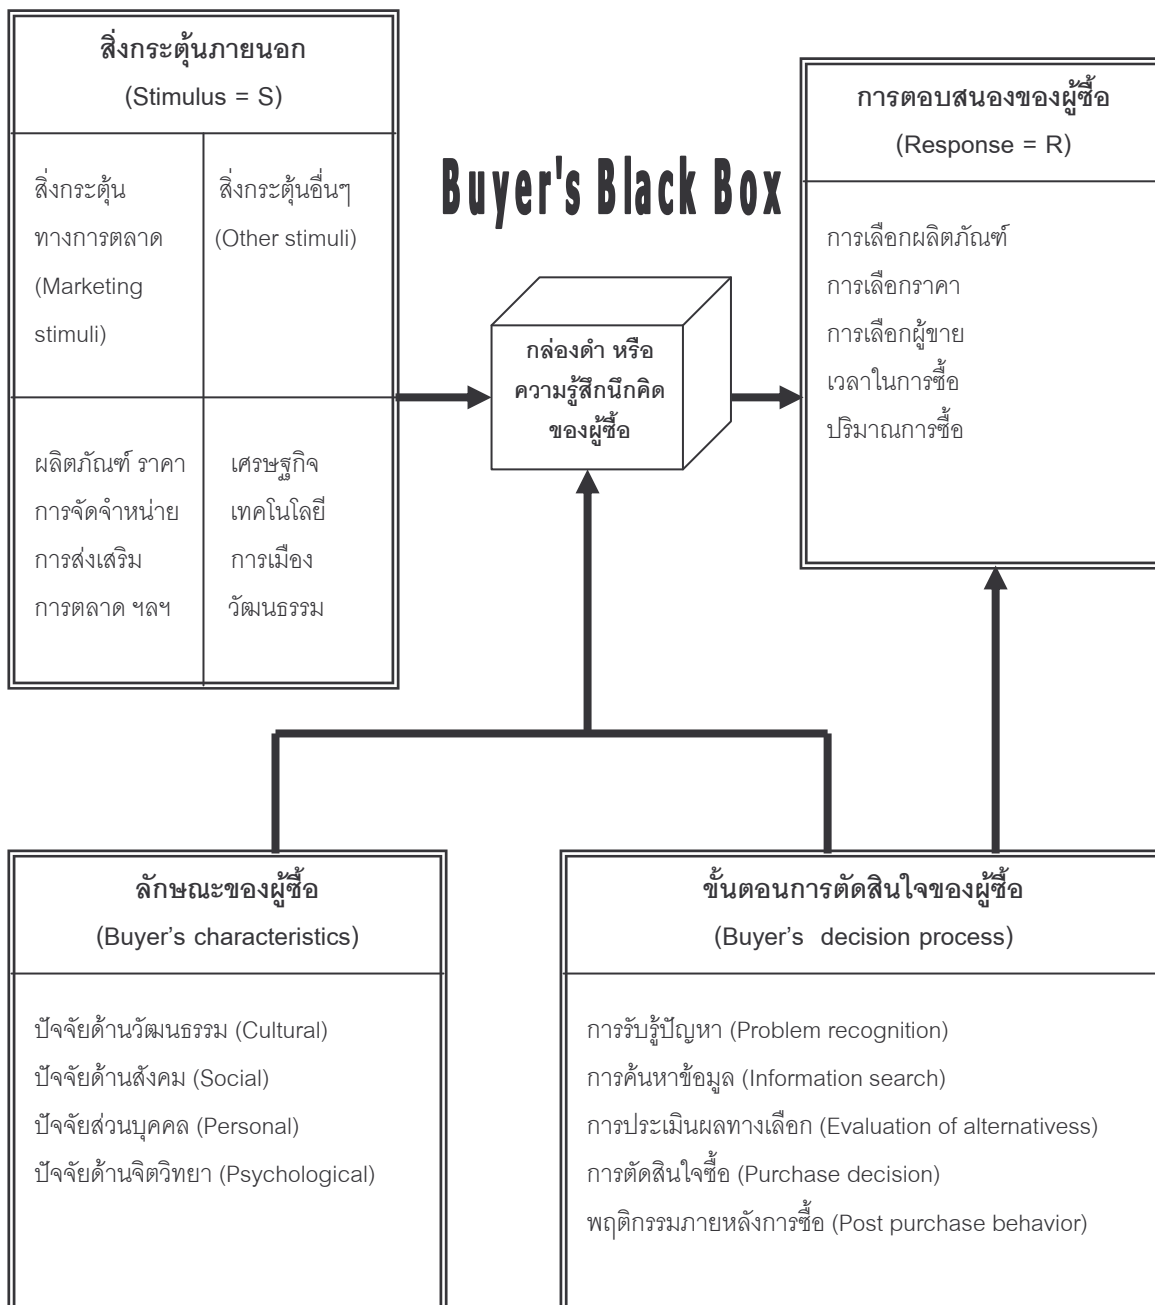 สิ่งกระตุ้นภายนอก
(Stimulus = S)
สิ่งกระตุ้น
ทางการตลาด
(Marketing
stimuli)
สิ่งกระตุ้นอื่นๆ
(Other stimuli)
ผลิตภัณฑ์ ราคา
การจัดจำหน่าย
การส่งเสริม
การตลาด ฯลฯ
เศรษฐกิจ
เทคโนโลยี
การเมือง
วัฒนธรรม
Buyer's Black Box
กล่องดำ หรือ
ความรู้สึกนึกคิด
ของผู้ซื้อ
การตอบสนองของผู้ซื้อ
(Response = R)
การเลือกผลิตภัณฑ์
การเลือกราคา
การเลือกผู้ขาย
เวลาในการซื้อ
ปริมาณการซื้อ
ลักษณะของผู้ซื้อ
(Buyer's characteristics)
ปัจจัยด้านวัฒนธรรม (Cultural)
ปัจจัยด้านสังคม (Social)
ปัจจัยส่วนบุคคล (Personal)
ปัจจัยด้านจิตวิทยา (Psychological)
ขั้นตอนการตัดสินใจของผู้ซื้อ
(Buyer's decision process)
การรับรู้ปัญหา (Problem recognition)
การค้นหาข้อมูล (Information search)
การประเมินผลทางเลือก (Evaluation of alternativess)
การตัดสินใจซื้อ (Purchase decision)
พฤติกรรมภายหลังการซื้อ (Post purchase behavior)